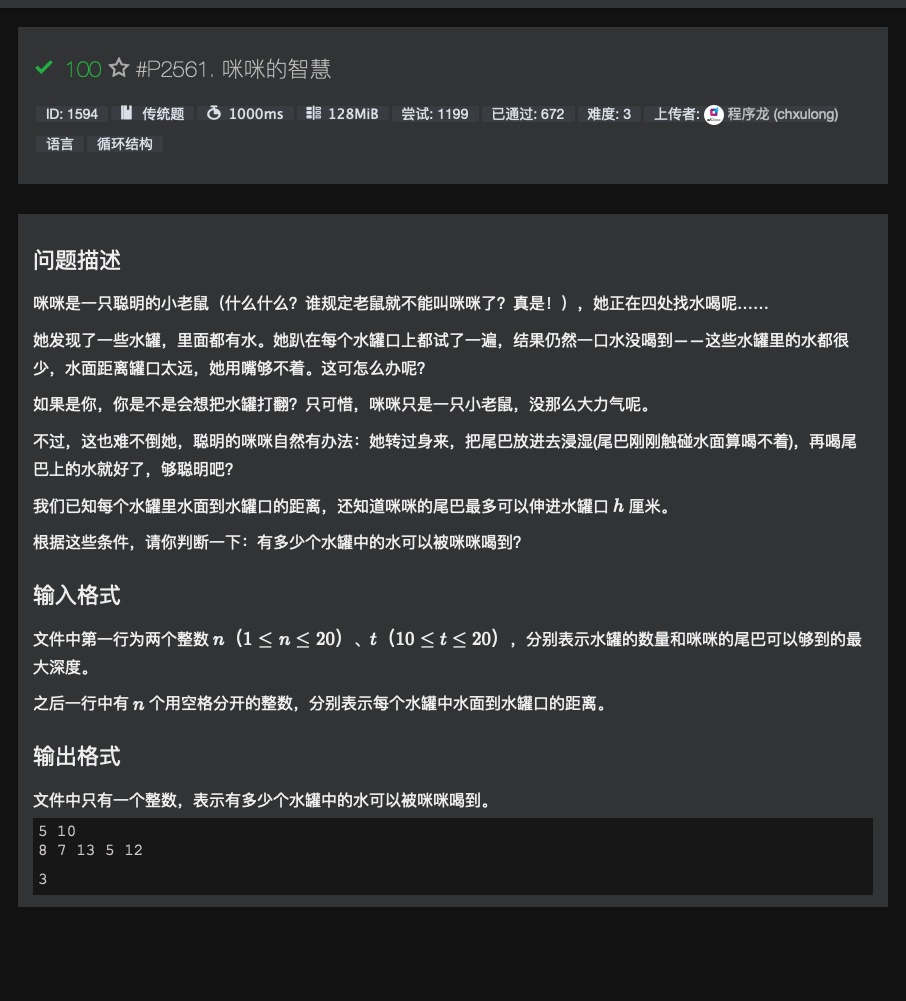 100 #P2561. 咪咪的智慧
ID: 1594 传统题 1000ms 128MiB 尝试: 1199 已通过: 672 难度: 3 上传者: 程序龙 (chxulong)
语言 循环结构
问题描述
咪咪是一只聪明的小老鼠（什么什么？谁规定老鼠就不能叫咪咪了？真是！），她正在四处找水喝呢……
她发现了一些水罐，里面都有水。她趴在每个水罐口上都试了一遍，结果仍然一口水没喝到——这些水罐里的水都很
少，水面距离罐口太远，她用嘴够不着。这可怎么办呢？
如果是你，你是不是会想把水罐打翻？只可惜，咪咪只是一只小老鼠，没那么大力气呢。
不过，这也难不倒她，聪明的咪咪自然有办法：她转过身来，把尾巴放进去浸湿(尾巴刚刚触碰水面算喝不着)，再喝尾
巴上的水就好了，够聪明吧？
我们已知每个水罐里水面到水罐口的距离，还知道咪咪的尾巴最多可以伸进水罐口 h 厘米。
根据这些条件，请你判断一下：有多少个水罐中的水可以被咪咪喝到？
输入格式
文件中第一行为两个整数 n（1 ≤ n ≤ 20）、t（10 ≤ t ≤ 20），分别表示水罐的数量和咪咪的尾巴可以够到的最
大深度。
之后一行中有 n 个用空格分开的整数，分别表示每个水罐中水面到水罐口的距离。
输出格式
文件中只有一个整数，表示有多少个水罐中的水可以被咪咪喝到。
5 10
8 7 13 5 12
3